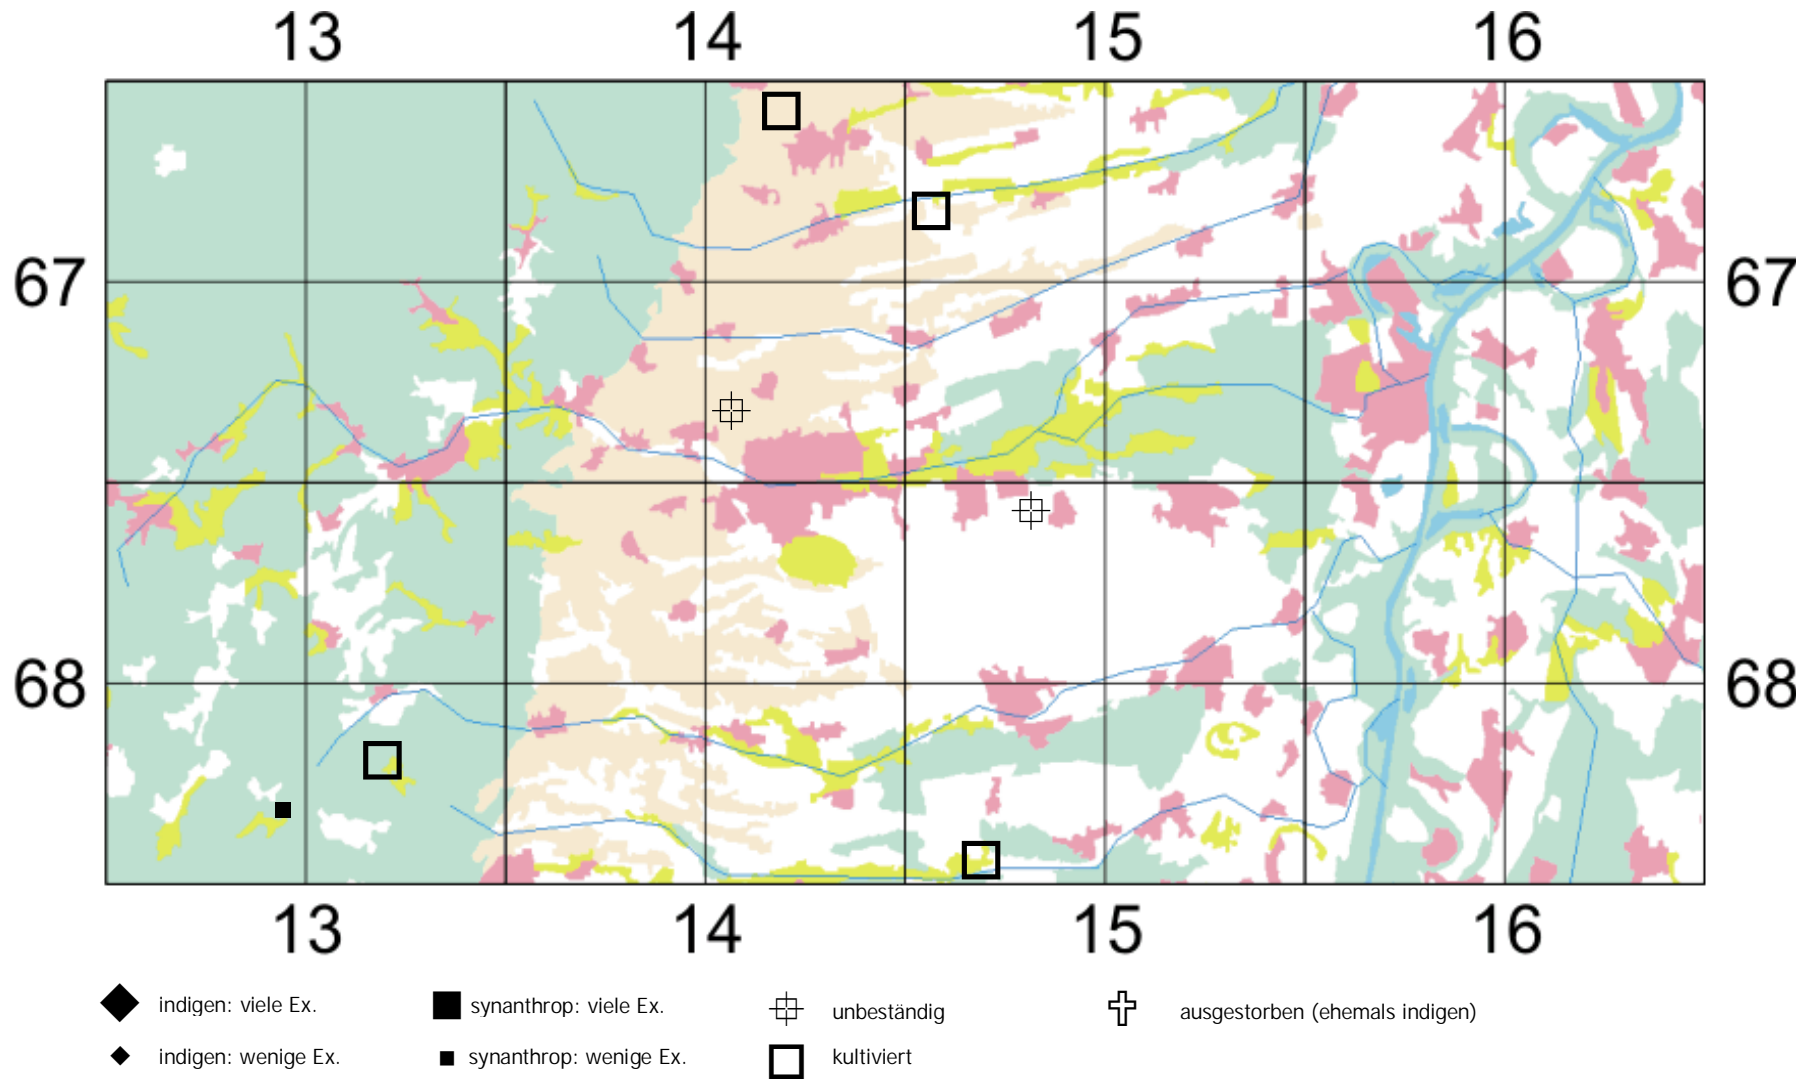 13 14 15 16
67 67
68 68
13 14 15 16
indigen: viele Ex. synanthrop: viele Ex. unbeständig ausgestorben (ehemals indigen)
indigen: wenige Ex. synanthrop: wenige Ex. kultiviert